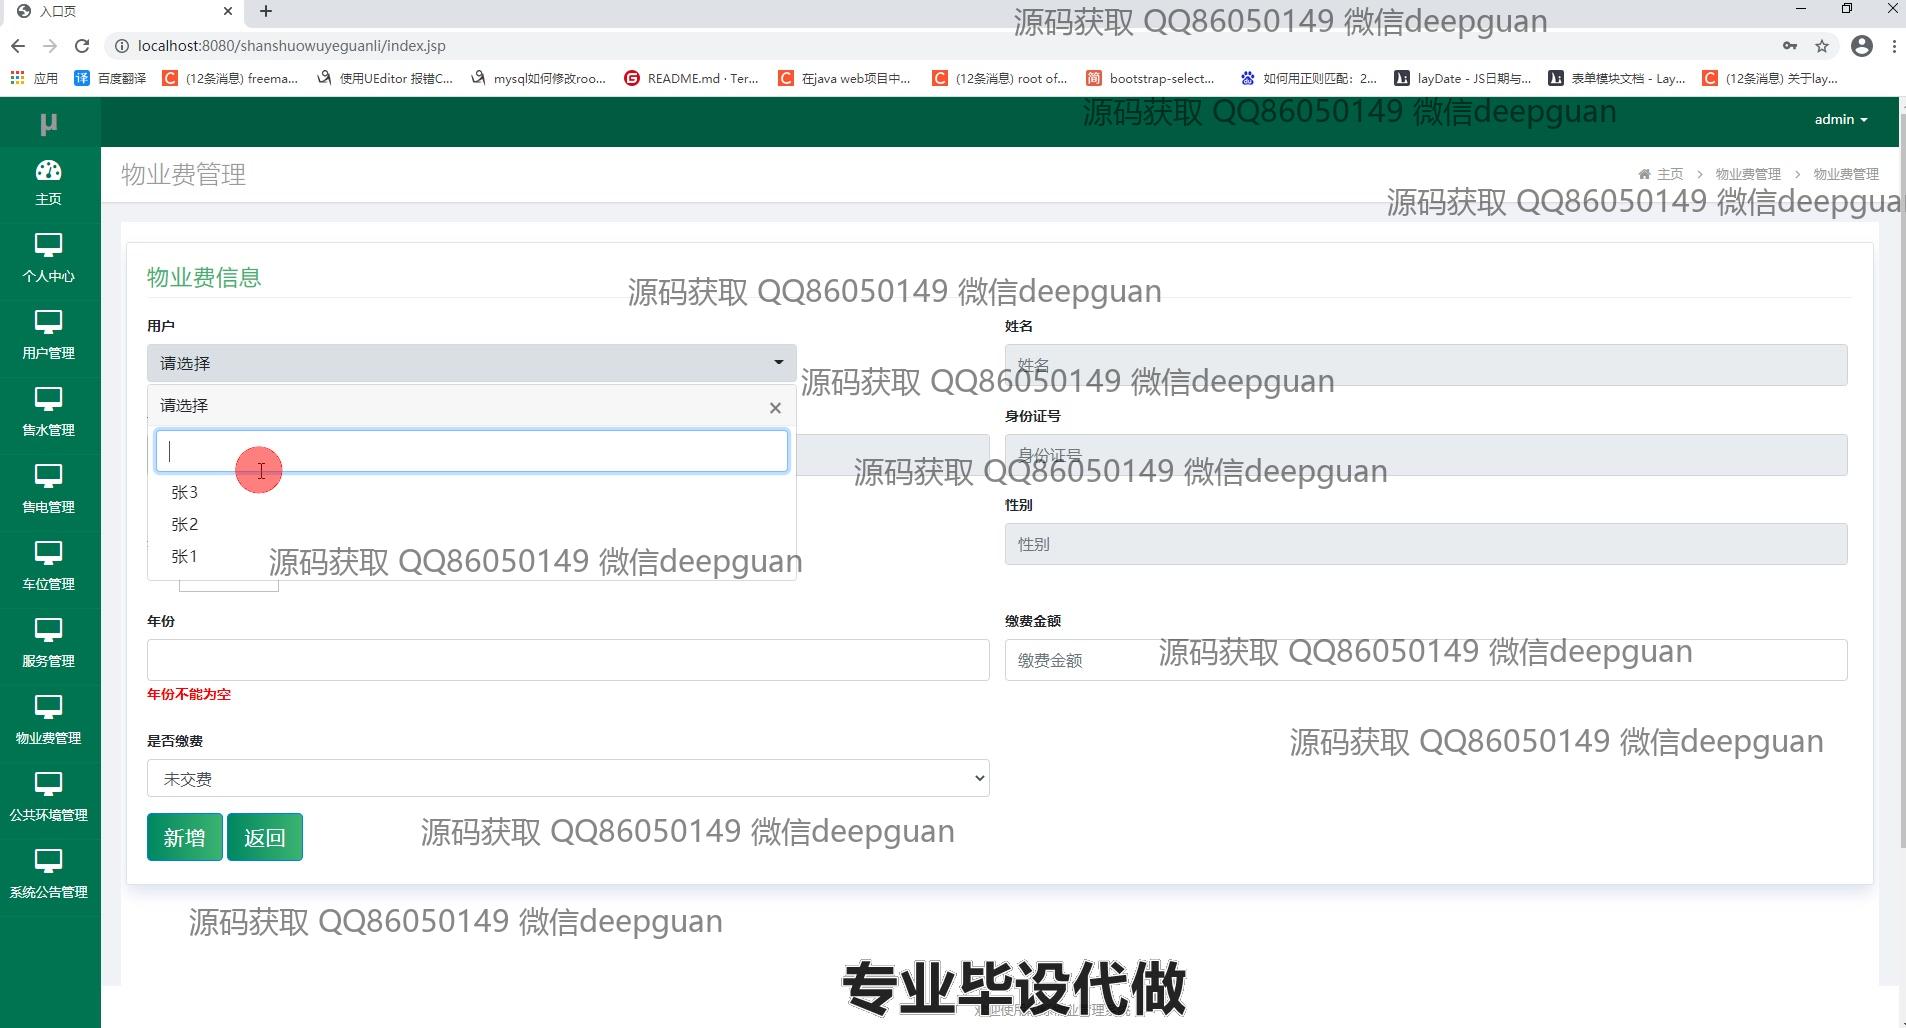 入口页
源码获取 QQ86050149 微信deepguan
localhost:8080/shanshuowuyeguanli/index.jsp
应用 百度翻译 (12条消息) freema... 使用UEditor 报错C... mysql如何修改roo... README.md · Ter... 在java web项目中... (12条消息) root of... bootstrap-select... 如何用正则匹配：2... layDate - JS日期与... 表单模块文档 - Lay... (12条消息) 关于lay...
源码获取 QQ86050149 微信deepguan
μ
admin
主页
个人中心
用户管理
售水管理
售电管理
车位管理
服务管理
物业费管理
公共环境管理
系统公告管理
物业费管理
主页 > 物业费管理 > 物业费管理
源码获取 QQ86050149 微信deepguan
物业费信息
源码获取 QQ86050149 微信deepguan
用户
姓名
请选择
姓名
源码获取 QQ86050149 微信deepguan
请选择 ×
身份证号
身份证号
源码获取 QQ86050149 微信deepguan
张3
张2
张1
性别
性别
源码获取 QQ86050149 微信deepguan
年份
缴费金额
缴费金额
源码获取 QQ86050149 微信deepguan
年份不能为空
是否缴费
源码获取 QQ86050149 微信deepguan
未交费
新增 返回
源码获取 QQ86050149 微信deepguan
源码获取 QQ86050149 微信deepguan
专业毕设代做